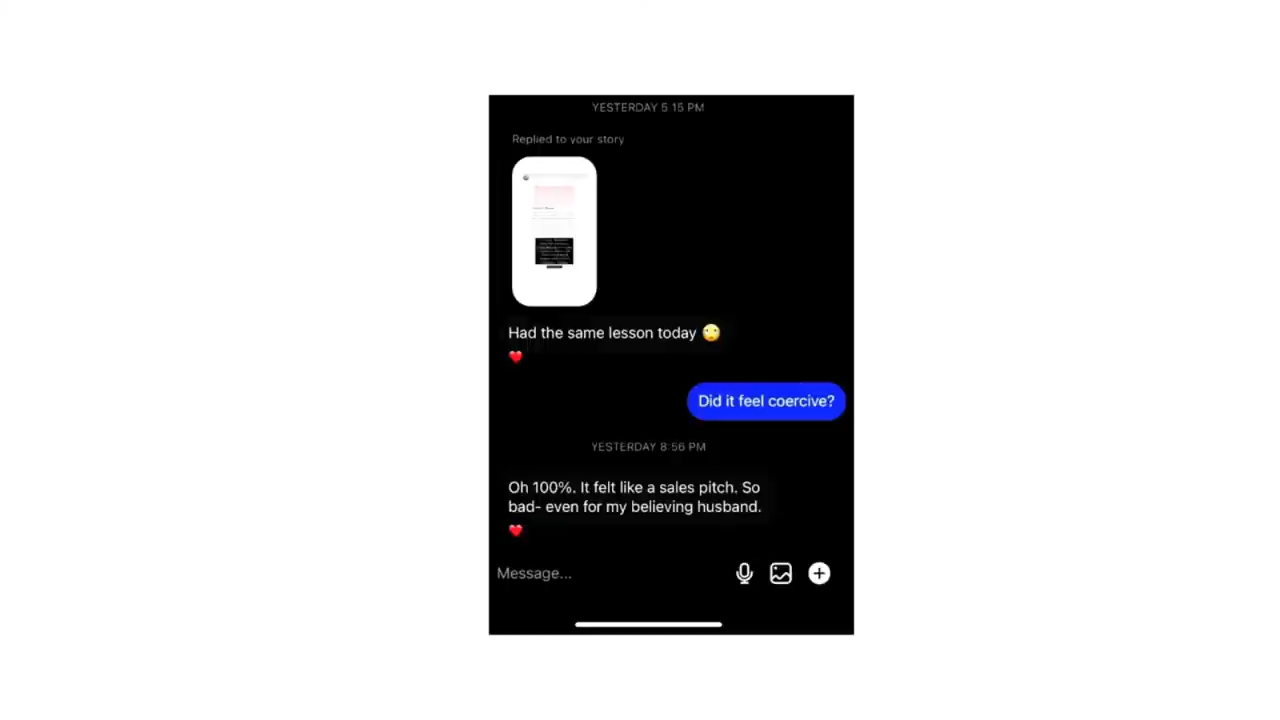 YESTERDAY 5:15 PM
Replied to your story
Had the same lesson today 🙄
Did it feel coercive?
YESTERDAY 8:56 PM
Oh 100%. It felt like a sales pitch. So
bad- even for my believing husband.
Message...